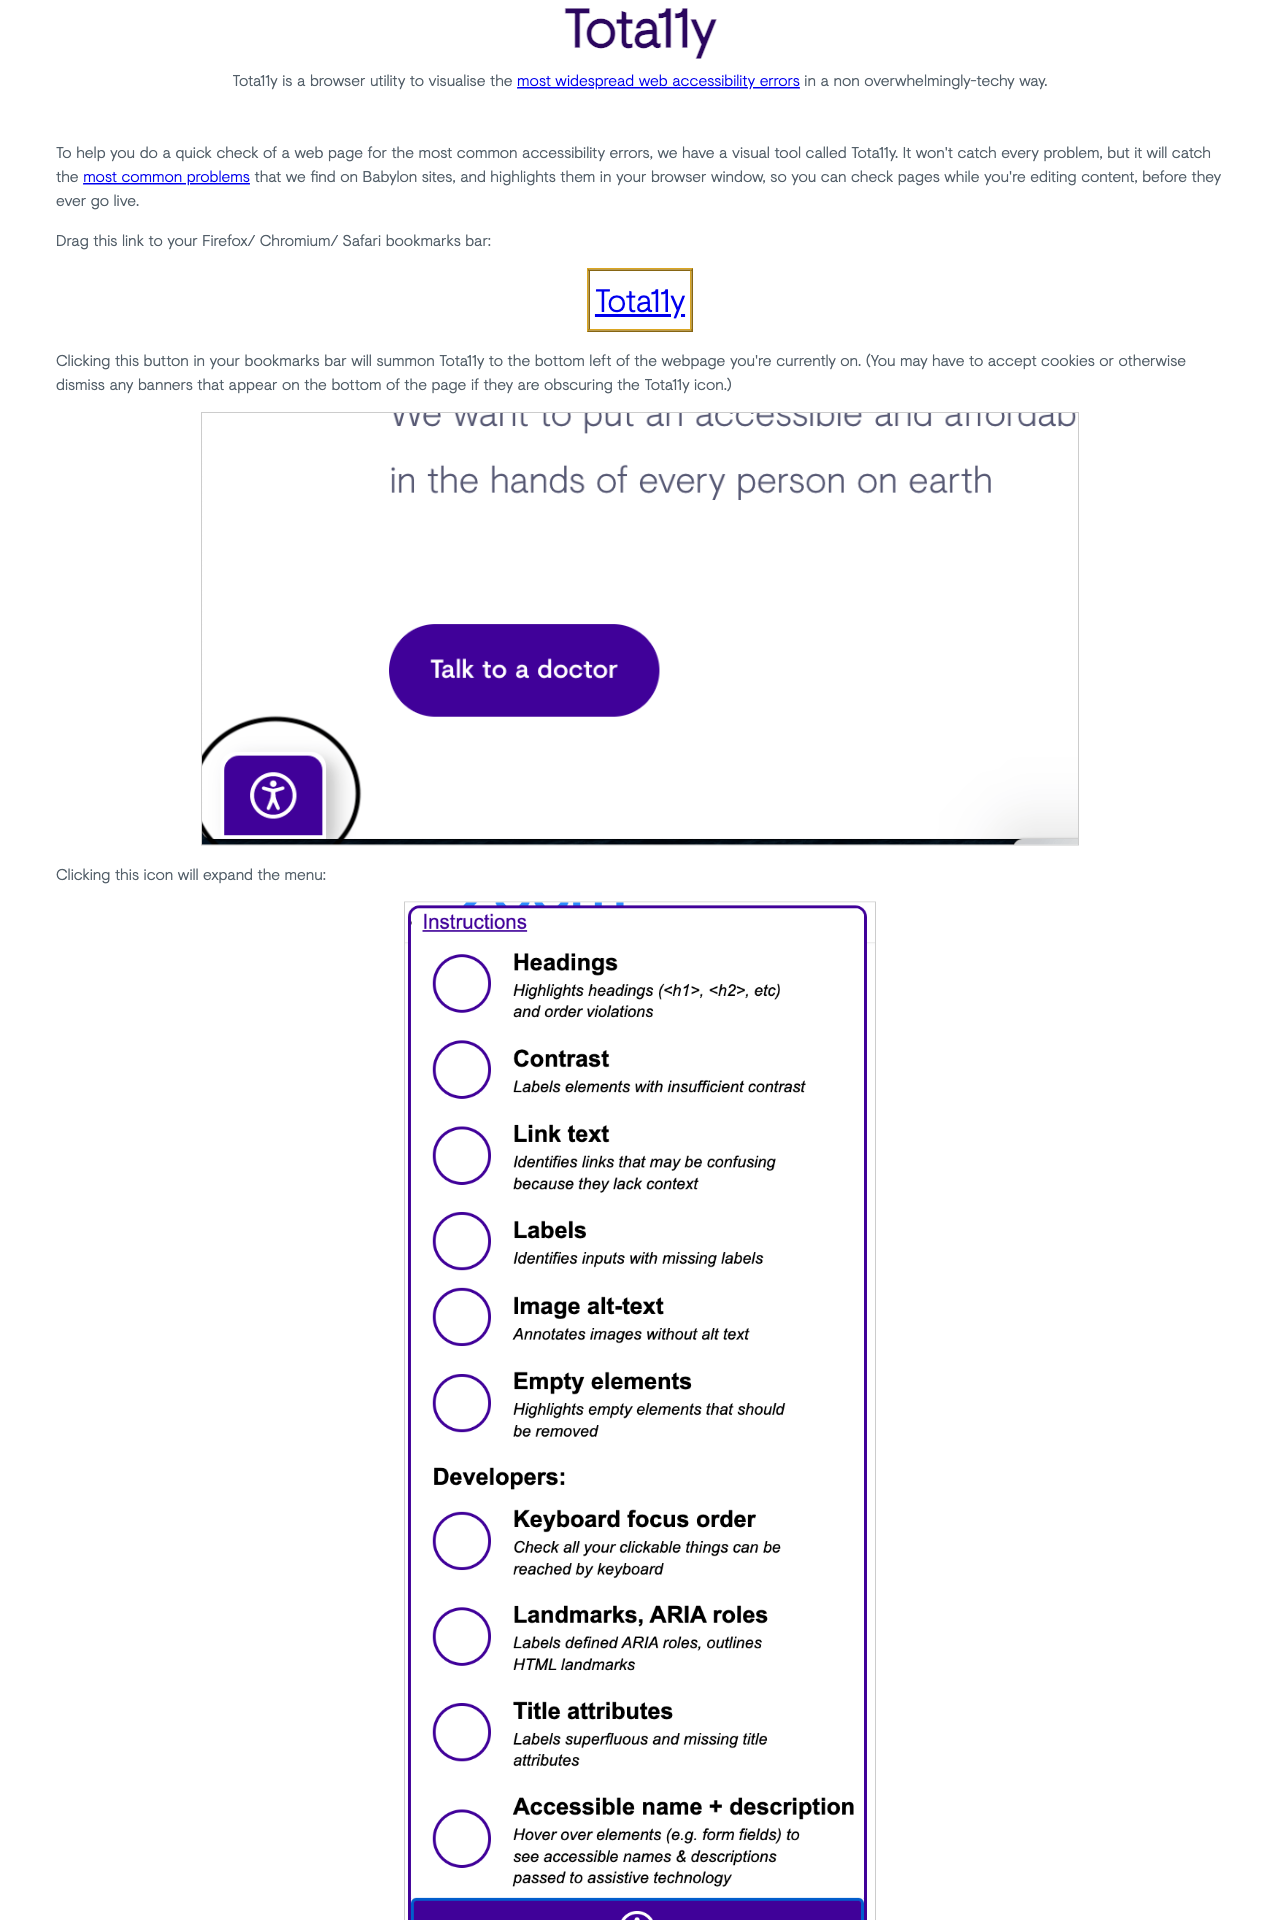 Tota11y
Tota11y is a browser utility to visualise the most widespread web accessibility errors in a non overwhelmingly-techy way.
To help you do a quick check of a web page for the most common accessibility errors, we have a visual tool called Tota11y. It won't catch every problem, but it will catch
the most common problems that we find on Babylon sites, and highlights them in your browser window, so you can check pages while you're editing content, before they
ever go live.
Drag this link to your Firefox/ Chromium/ Safari bookmarks bar:
Tota11y
Clicking this button in your bookmarks bar will summon Tota11y to the bottom left of the webpage you're currently on. (You may have to accept cookies or otherwise
dismiss any banners that appear on the bottom of the page if they are obscuring the Tota11y icon.)
We want to put an accessible and affordab
in the hands of every person on earth
Talk to a doctor
Clicking this icon will expand the menu:
Instructions
Headings
Highlights headings (<h1>, <h2>, etc)
and order violations
Contrast
Labels elements with insufficient contrast
Link text
Identifies links that may be confusing
because they lack context
Labels
Identifies inputs with missing labels
Image alt-text
Annotates images without alt text
Empty elements
Highlights empty elements that should
be removed
Developers:
Keyboard focus order
Check all your clickable things can be
reached by keyboard
Landmarks, ARIA roles
Labels defined ARIA roles, outlines
HTML landmarks
Title attributes
Labels superfluous and missing title
attributes
Accessible name + description
Hover over elements (e.g. form fields) to
see accessible names & descriptions
passed to assistive technology